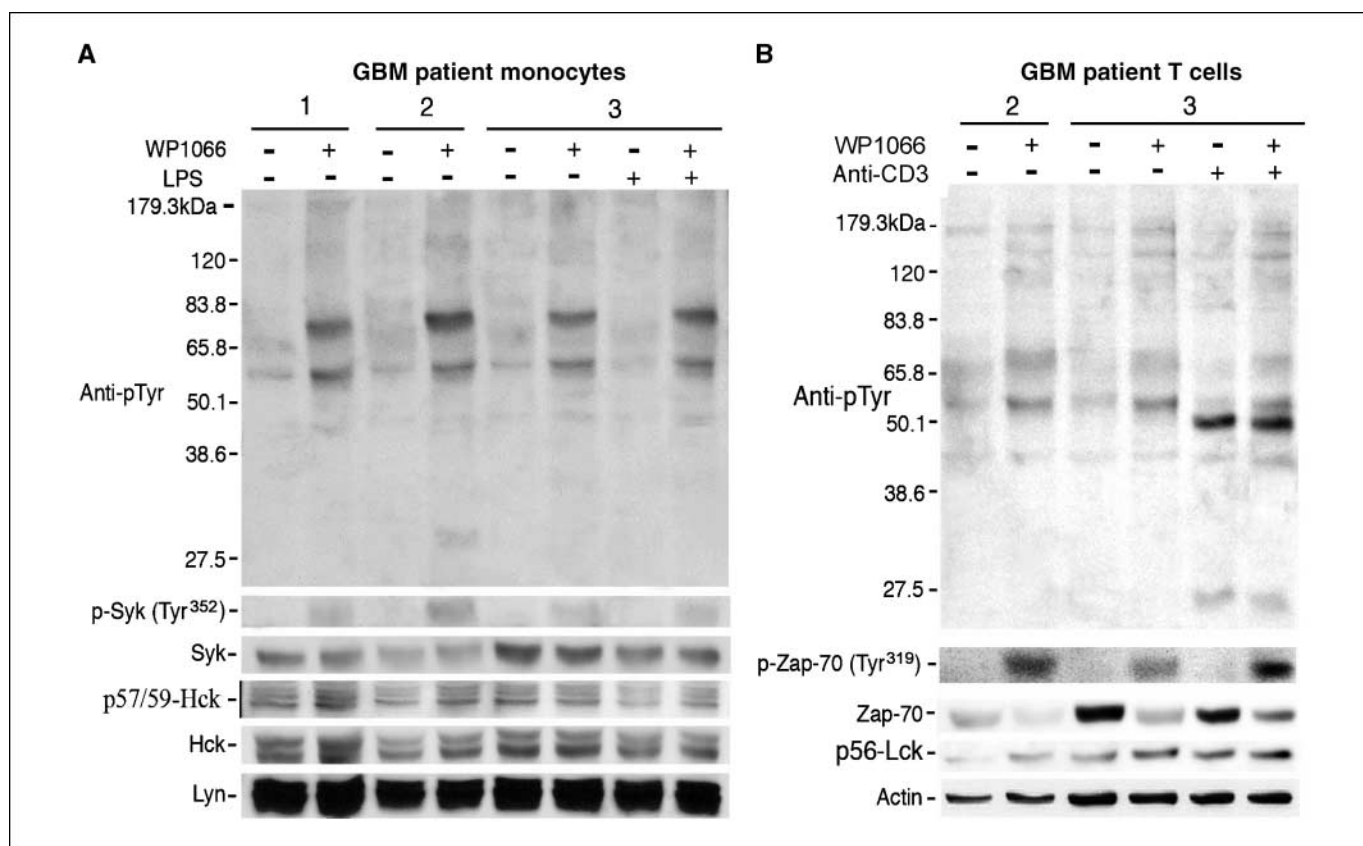 A
GBM patient monocytes
1 2 3
WP1066 - + - + - + - +
LPS - - - - - - + +
179.3kDa
120
83.8
65.8
Anti-pTyr
50.1
38.6
27.5
p-Syk (Tyr352)
Syk
p57/59-Hck
Hck
Lyn
B
GBM patient T cells
2 3
WP1066 - + - + - +
Anti-CD3 - - - - + +
179.3kDa
120
83.8
65.8
Anti-pTyr
50.1
38.6
27.5
p-Zap-70 (Tyr319)
Zap-70
p56-Lck
Actin